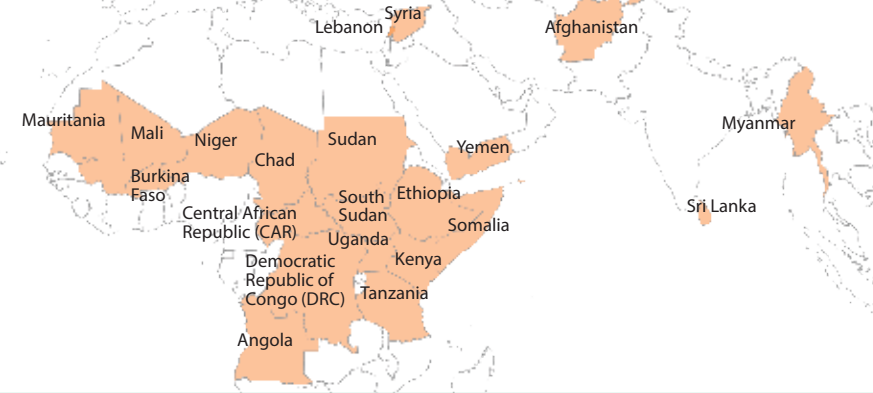 Syria
Lebanon
Afghanistan
Mauritania
Mali
Niger
Chad
Sudan
Yemen
Myanmar
Burkina
Faso
South
Sudan
Ethiopia
Sri Lanka
Central African
Republic (CAR)
Somalia
Uganda
Kenya
Democratic
Republic of
Congo (DRC)
Tanzania
Angola